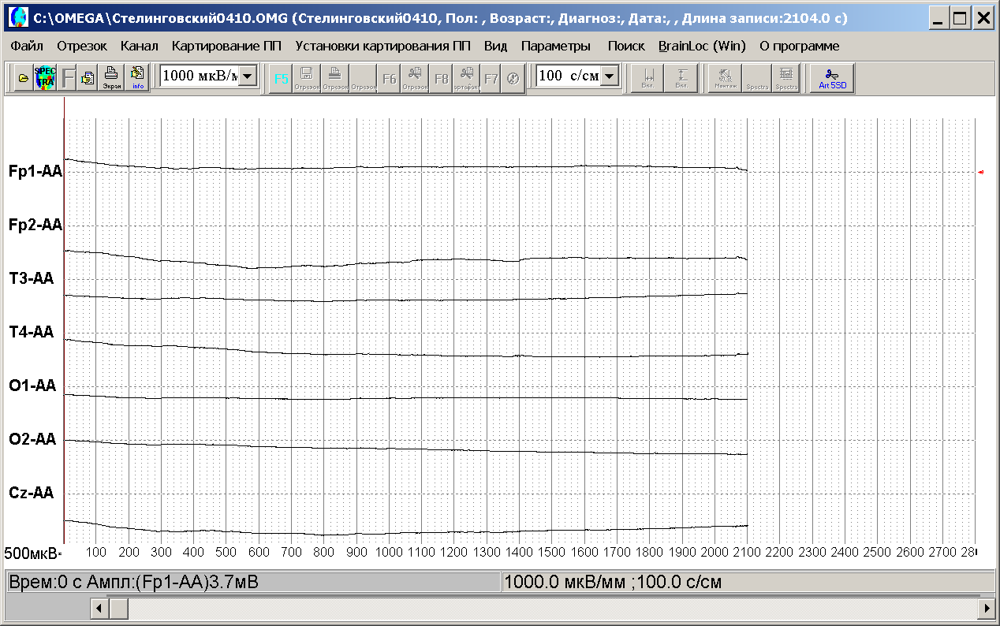 C:\OMEGA\Стелинговский0410.OMG (Стелинговский0410, Пол: , Возраст:, Диагноз:, Дата:, , Длина записи:2104.0 с)
Файл Отрезок Канал Картирование ПП Установки картирования ПП Вид Параметры Поиск BrainLoc (Win) О программе
SPEC TRA F Экран info 1000 мкВ/м F5 Отрезок Отрезок Отрезок F6 Отрезок F8 артефакт F7 100 с/см Вкл. Вкл. Монтаж Spectra Spectra Art SSD
Fp1-AA
Fp2-AA
T3-AA
T4-AA
O1-AA
O2-AA
Cz-AA
500мкВ 100 200 300 400 500 600 700 800 900 1000 1100 1200 1300 1400 1500 1600 1700 1800 1900 2000 2100 2200 2300 2400 2500 2600 2700 28
Врем:0 с Ампл:(Fp1-AA)3.7мВ 1000.0 мкВ/мм ;100.0 с/см